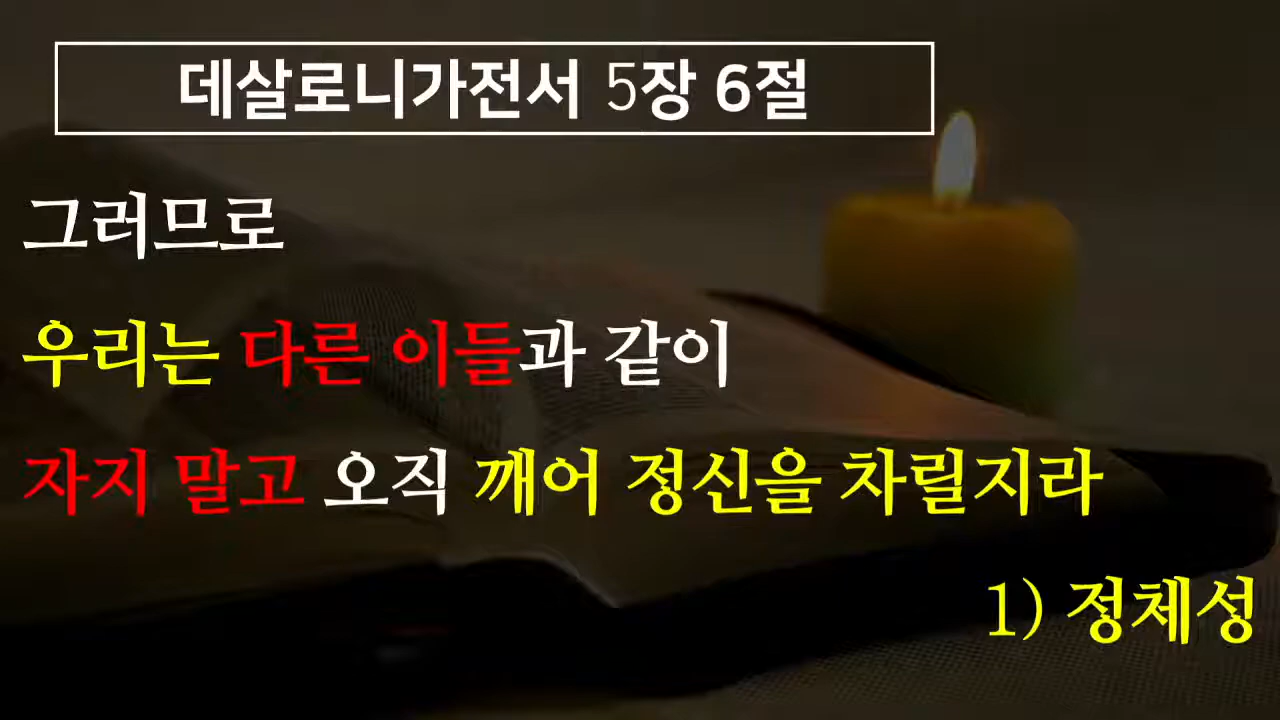 데살로니가전서 5장 6절
그러므로
우리는 다른 이들과 같이
자지 말고 오직 깨어 정신을 차릴지라
1) 정체성